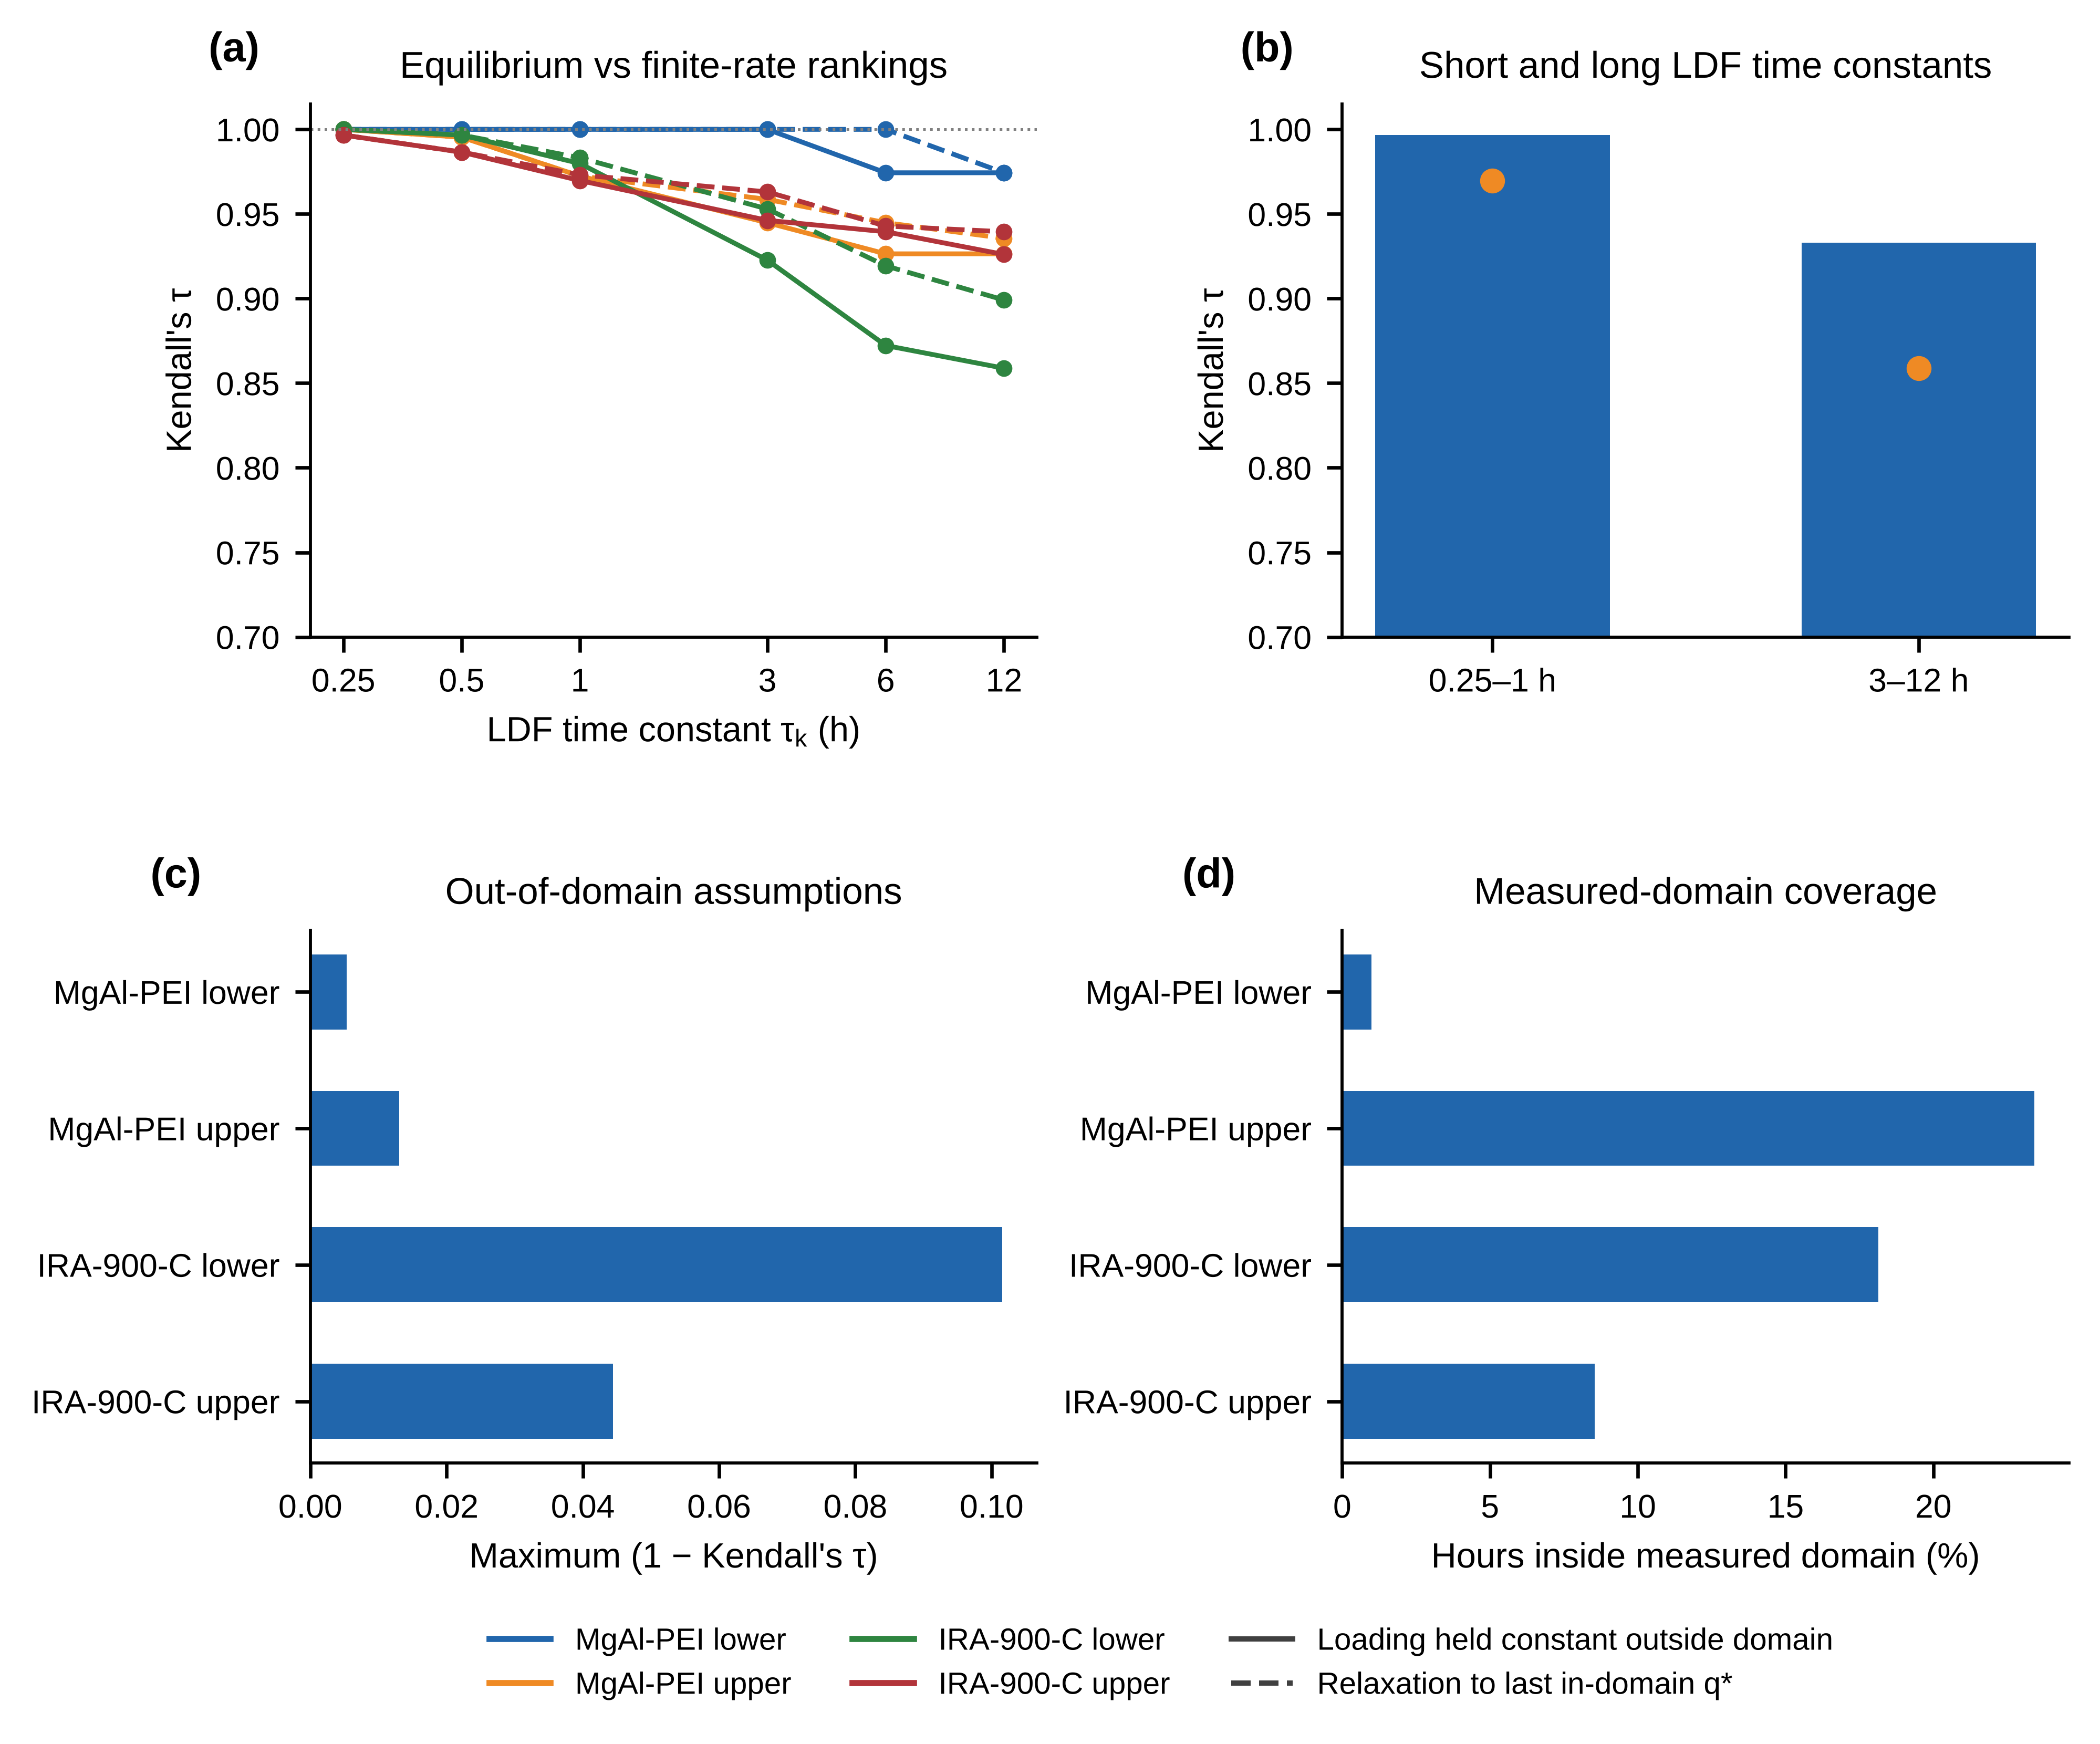 (a)
Equilibrium vs finite-rate rankings
Kendall's τ
1.00
0.95
0.90
0.85
0.80
0.75
0.70
0.25 0.5 1 3 6 12
LDF time constant τk (h)
(b)
Short and long LDF time constants
Kendall's τ
1.00
0.95
0.90
0.85
0.80
0.75
0.70
0.25–1 h 3–12 h
(c)
Out-of-domain assumptions
MgAl-PEI lower
MgAl-PEI upper
IRA-900-C lower
IRA-900-C upper
0.00 0.02 0.04 0.06 0.08 0.10
Maximum (1 − Kendall's τ)
(d)
Measured-domain coverage
MgAl-PEI lower
MgAl-PEI upper
IRA-900-C lower
IRA-900-C upper
0 5 10 15 20
Hours inside measured domain (%)
MgAl-PEI lower
MgAl-PEI upper
IRA-900-C lower
IRA-900-C upper
Loading held constant outside domain
Relaxation to last in-domain q*